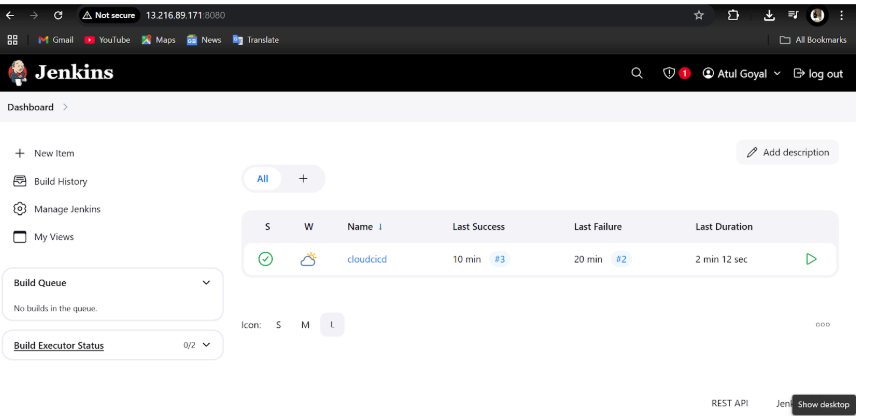 Not secure 13.216.89.171:8080
Gmail YouTube Maps News Translate All Bookmarks
Jenkins 1 Atul Goyal log out
Dashboard
New Item
Add description
Build History
All +
Manage Jenkins
My Views
S W Name ↓ Last Success Last Failure Last Duration
cloudcicd 10 min #3 20 min #2 2 min 12 sec
Build Queue
No builds in the queue.
Icon: S M L
Build Executor Status 0/2
REST API Jen
Show desktop